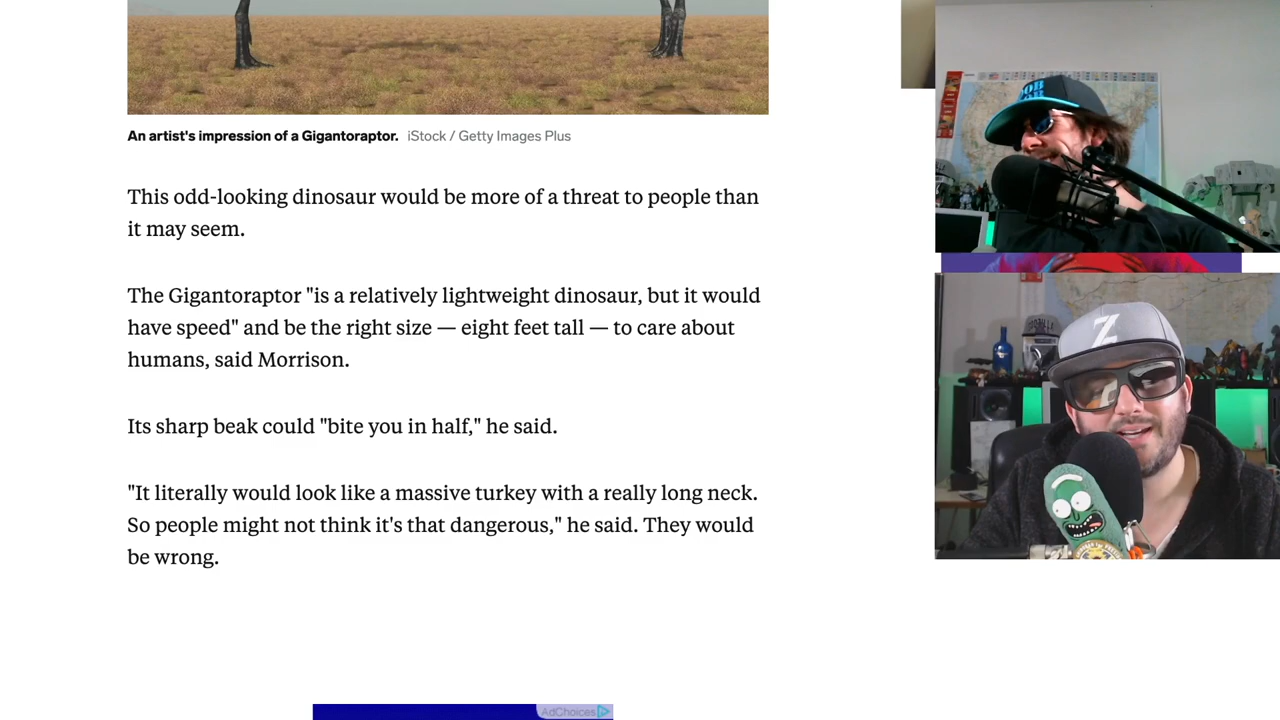 An artist's impression of a Gigantoraptor. iStock / Getty Images Plus
This odd-looking dinosaur would be more of a threat to people than
it may seem.
The Gigantoraptor "is a relatively lightweight dinosaur, but it would
have speed" and be the right size — eight feet tall — to care about
humans, said Morrison.
Its sharp beak could "bite you in half," he said.
"It literally would look like a massive turkey with a really long neck.
So people might not think it's that dangerous," he said. They would
be wrong.
AdChoices
Z